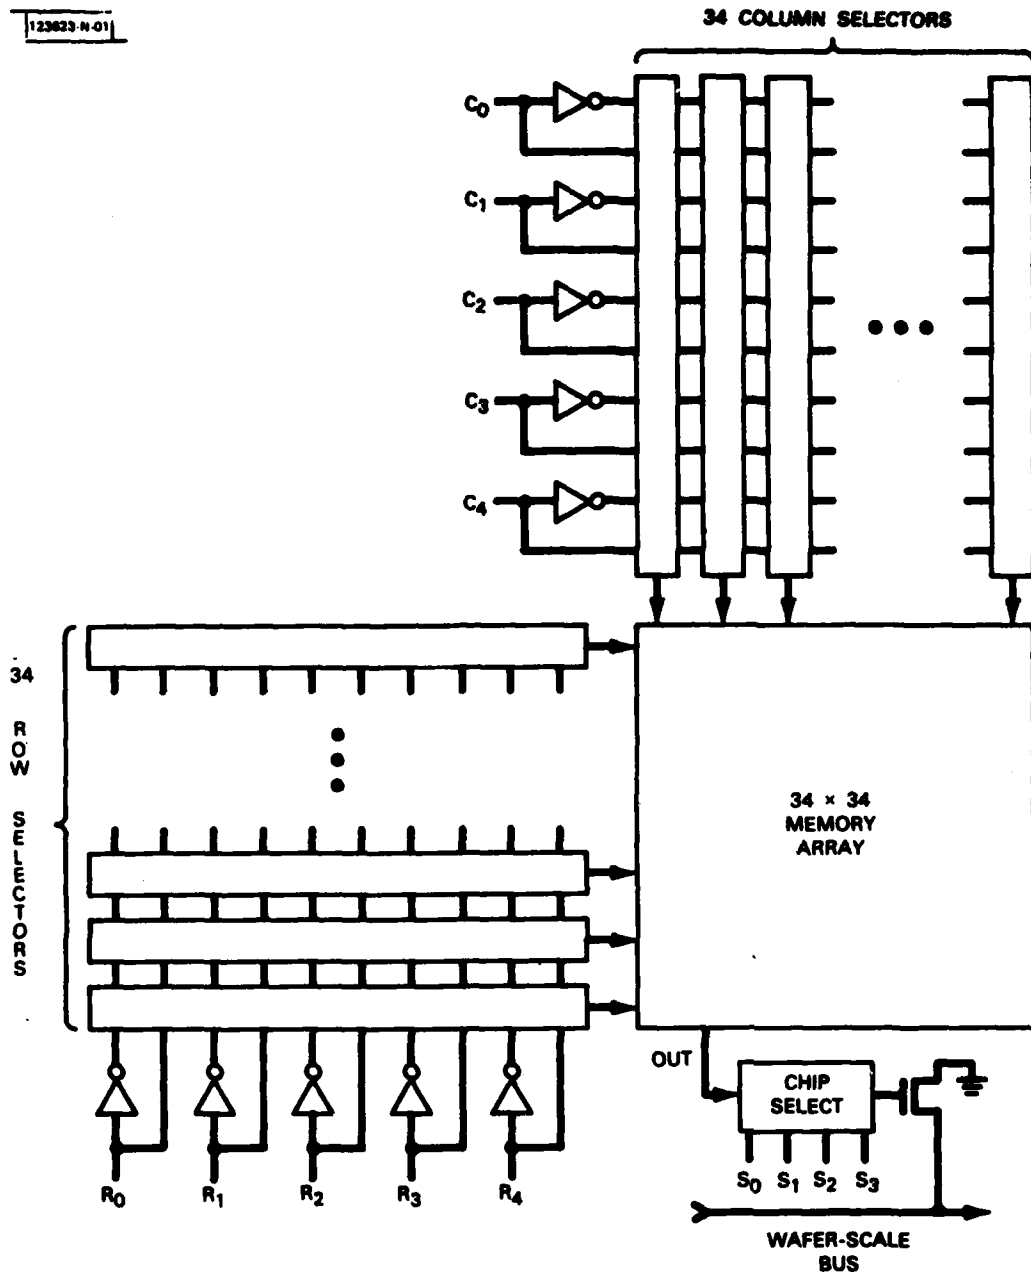 123623-N-01
34 COLUMN SELECTORS
C0
C1
C2
C3
C4
34 ROW SELECTORS
34 × 34
MEMORY
ARRAY
OUT
CHIP
SELECT
S0 S1 S2 S3
R0 R1 R2 R3 R4
WAFER-SCALE
BUS